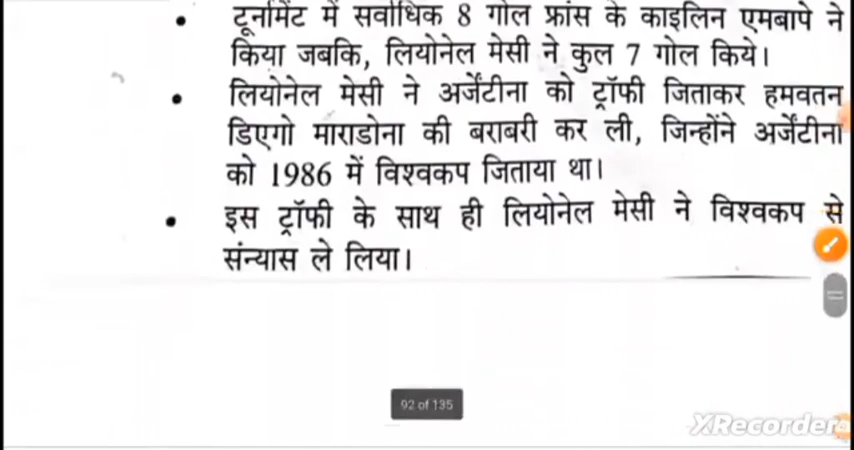 टूर्नामेंट में सर्वाधिक 8 गोल फ्रांस के काइलिन एमबापे ने
किया जबकि, लियोनेल मेसी ने कुल 7 गोल किये।
लियोनेल मेसी ने अर्जेंटीना को ट्रॉफी जिताकर हमवतन
डिएगो माराडोना की बराबरी कर ली, जिन्होंने अर्जेंटीना
को 1986 में विश्वकप जिताया था।
इस ट्रॉफी के साथ ही लियोनेल मेसी ने विश्वकप से
संन्यास ले लिया।
92 of 135
XRecorder